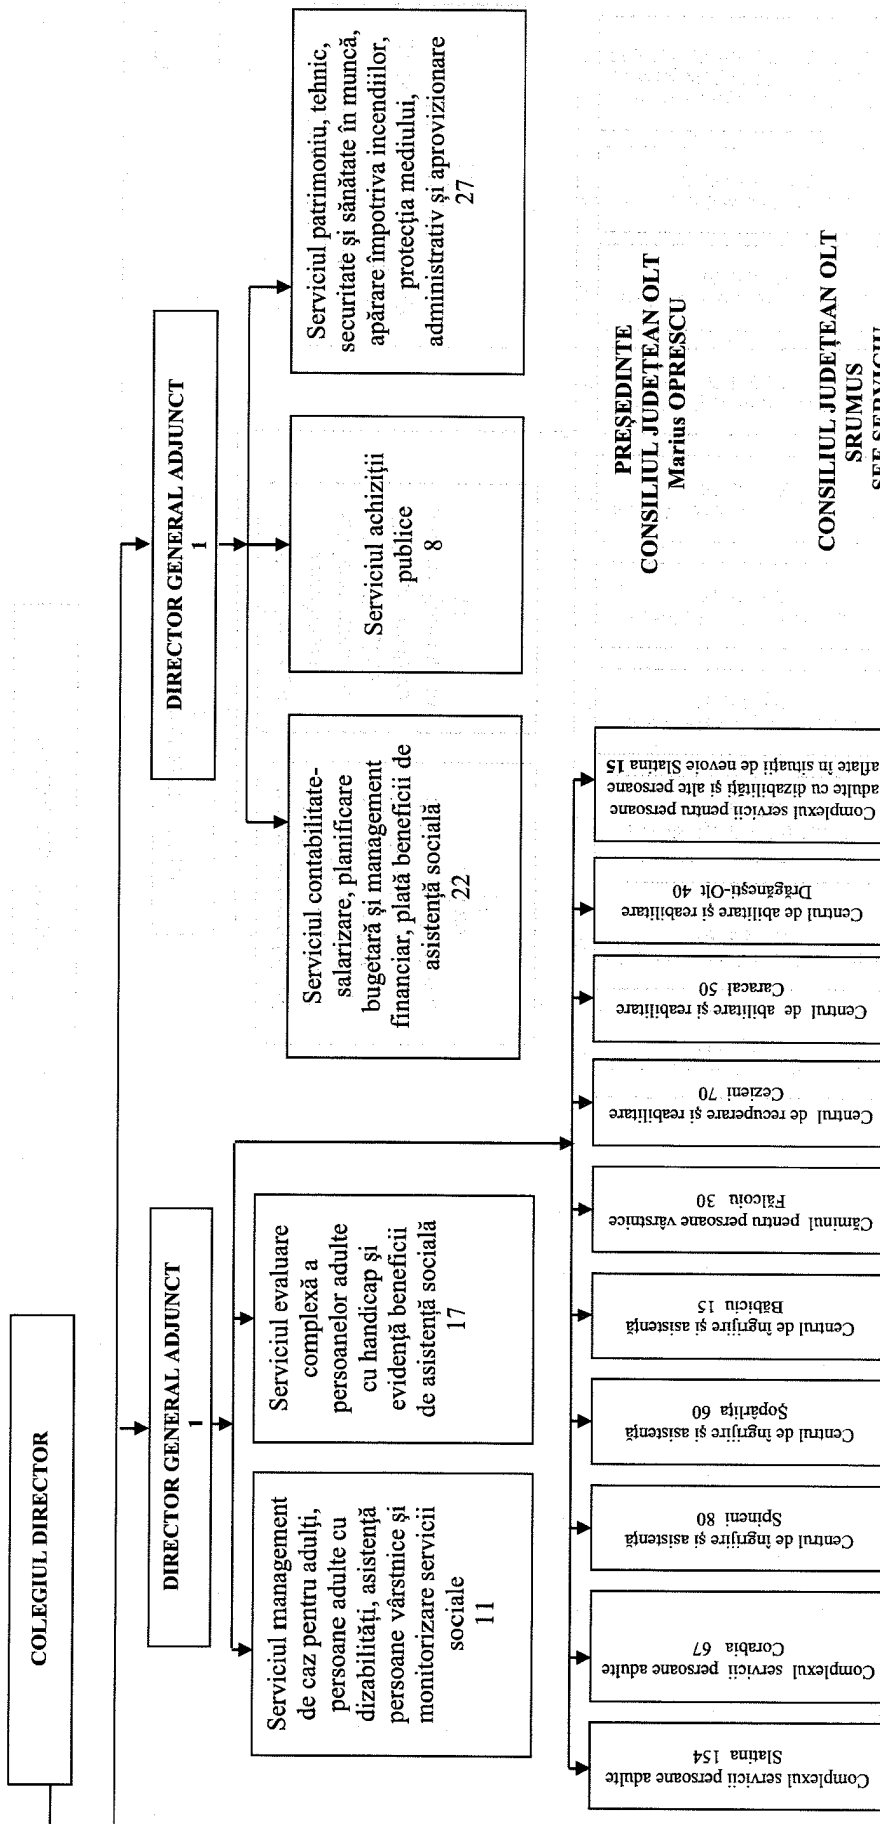 COLEGIUL DIRECTOR
DIRECTOR GENERAL ADJUNCT
1
DIRECTOR GENERAL ADJUNCT
1
Serviciul management
de caz pentru adulți,
persoane adulte cu
dizabilități, asistență
persoane vârstnice și
monitorizare servicii
sociale
11
Serviciul evaluare
complexă a
persoanelor adulte
cu handicap și
evidență beneficii
de asistență socială
17
Serviciul contabilitate-
salarizare, planificare
bugetară și management
financiar, plată beneficii de
asistență socială
22
Serviciul achiziții
publice
8
Serviciul patrimoniu, tehnic,
securitate și sănătate în muncă,
apărare împotriva incendiilor,
protecția mediului,
administrativ și aprovizionare
27
Complexul servicii persoane adulte
Slatina 154
Complexul servicii persoane adulte
Corabia 67
Centrul de îngrijire și asistență
Spineni 80
Centrul de îngrijire și asistență
Șopârlița 60
Centrul de îngrijire și asistență
Băbiciu 15
Căminul pentru persoane vârstnice
Fălcoiu 30
Centrul de recuperare și reabilitare
Cezieni 70
Centrul de abilitare și reabilitare
Caracal 50
Centrul de abilitare și reabilitare
Drăgănești-Olt 40
Complexul servicii pentru persoane
adulte cu dizabilități și alte persoane
aflate în situații de nevoie Slatina 15
PREȘEDINTE
CONSILIUL JUDEȚEAN OLT
Marius OPRESCU
CONSILIUL JUDEȚEAN OLT
SRUMUS
ȘEF SERVICIU